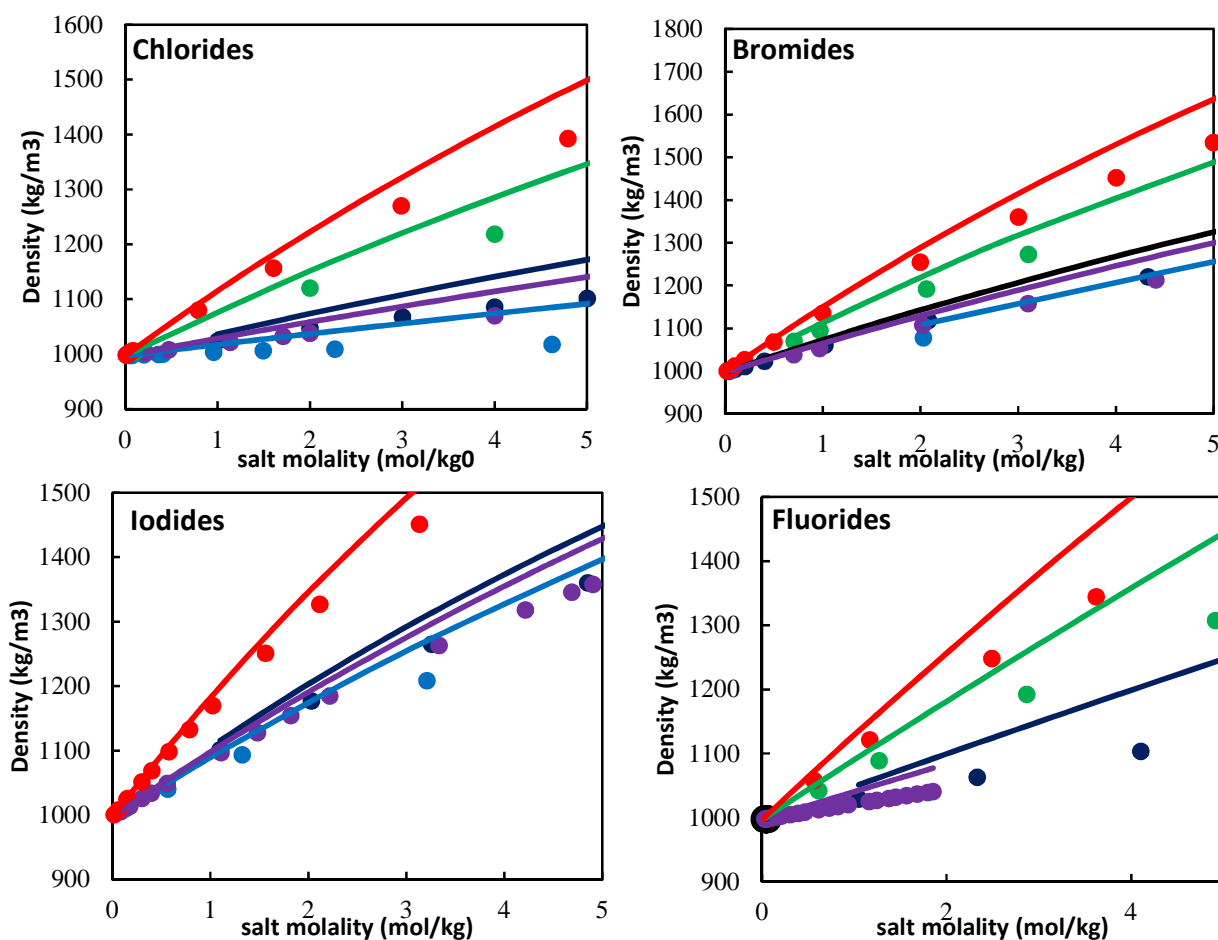 Chlorides
1600
1500
1400
1300
1200
1100
1000
900
Density (kg/m3)
0 1 2 3 4 5
salt molality (mol/kg0
Bromides
1800
1700
1600
1500
1400
1300
1200
1100
1000
900
Density (kg/m3)
0 1 2 3 4 5
salt molality (mol/kg)
Iodides
1500
1400
1300
1200
1100
1000
900
Density (kg/m3)
0 1 2 3 4 5
salt molality (mol/kg)
Fluorides
1500
1400
1300
1200
1100
1000
900
Density (kg/m3)
0 2 4
salt molality (mol/kg)